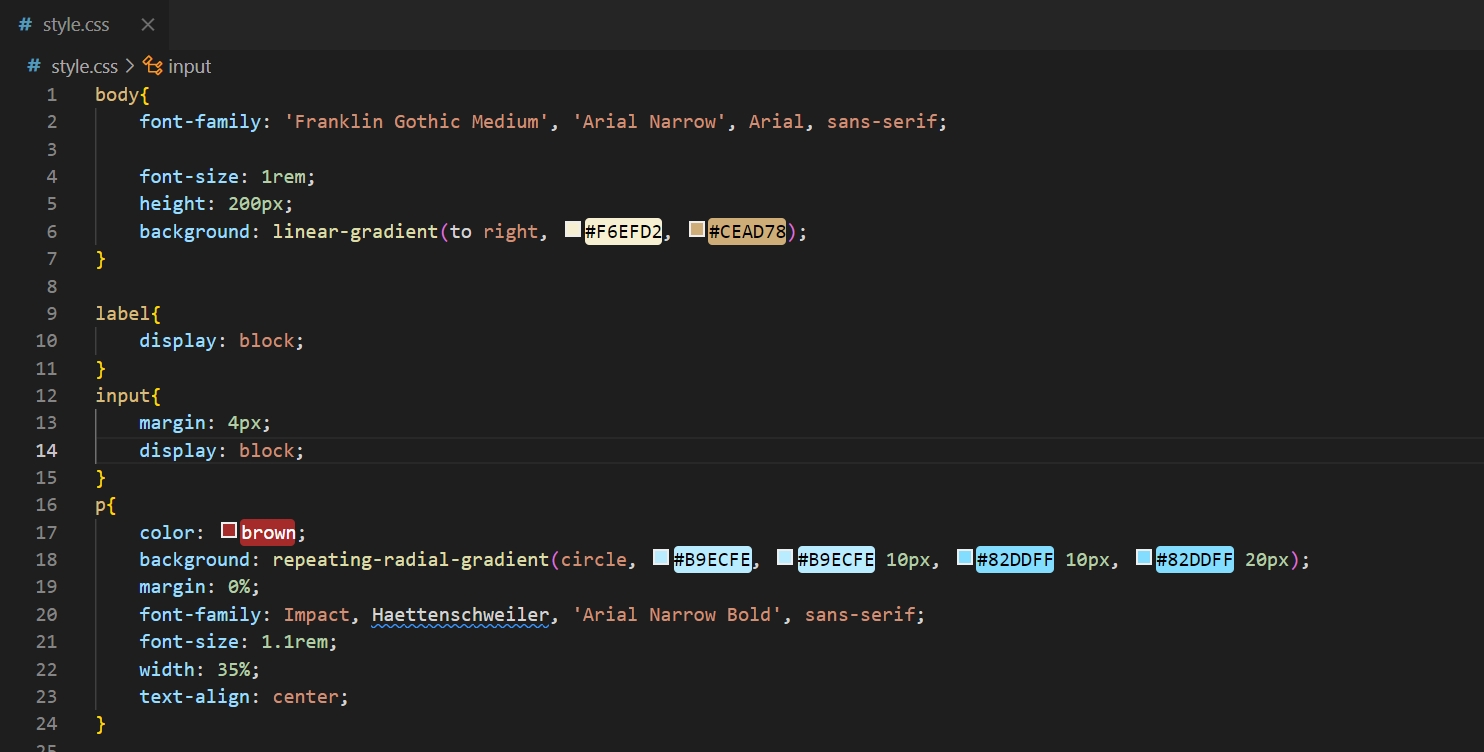 # style.css ×
# style.css > input
1 body{
2     font-family: 'Franklin Gothic Medium', 'Arial Narrow', Arial, sans-serif;
3
4     font-size: 1rem;
5     height: 200px;
6     background: linear-gradient(to right, #F6EFD2, #CEAD78);
7 }
8
9 label{
10     display: block;
11 }
12 input{
13     margin: 4px;
14     display: block;
15 }
16 p{
17     color: brown;
18     background: repeating-radial-gradient(circle, #B9ECFE, #B9ECFE 10px, #82DDFF 10px, #82DDFF 20px);
19     margin: 0%;
20     font-family: Impact, Haettenschweiler, 'Arial Narrow Bold', sans-serif;
21     font-size: 1.1rem;
22     width: 35%;
23     text-align: center;
24 }
25